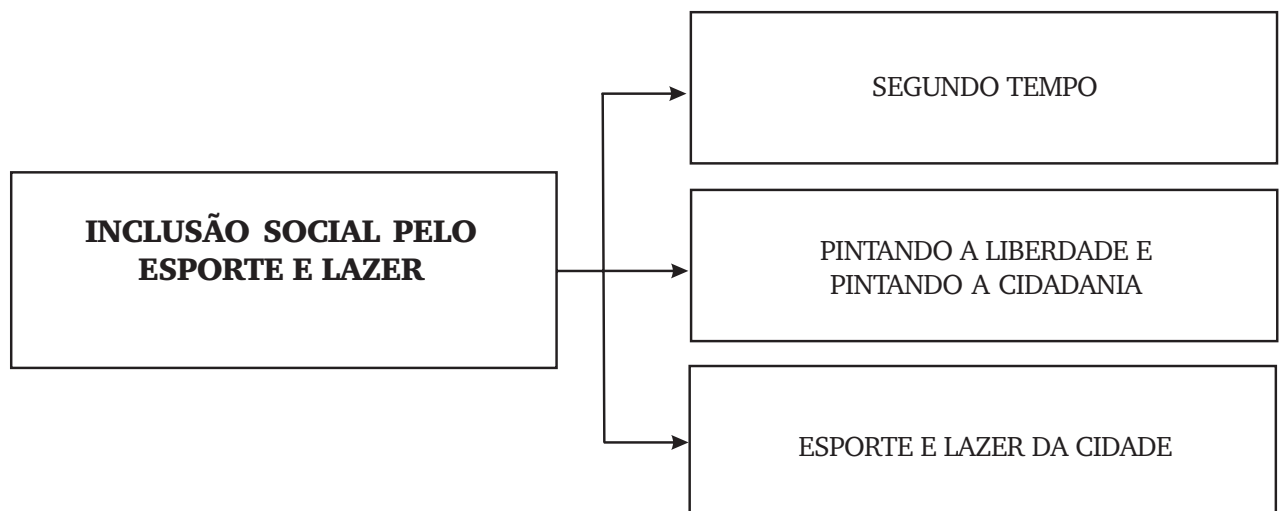 INCLUSÃO SOCIAL PELO
ESPORTE E LAZER
SEGUNDO TEMPO
PINTANDO A LIBERDADE E
PINTANDO A CIDADANIA
ESPORTE E LAZER DA CIDADE